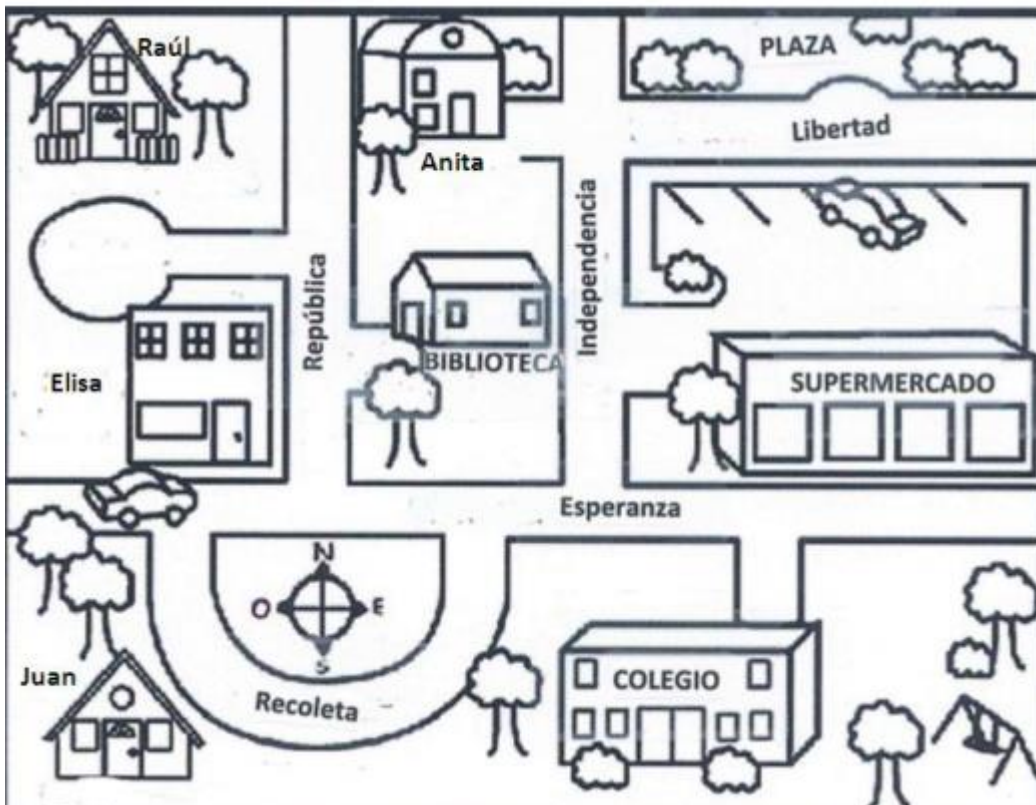 Raúl
PLAZA
Libertad
Anita
Independencia
República
BIBLIOTECA
Elisa
SUPERMERCADO
Esperanza
N
O
E
S
Juan
COLEGIO
Recoleta